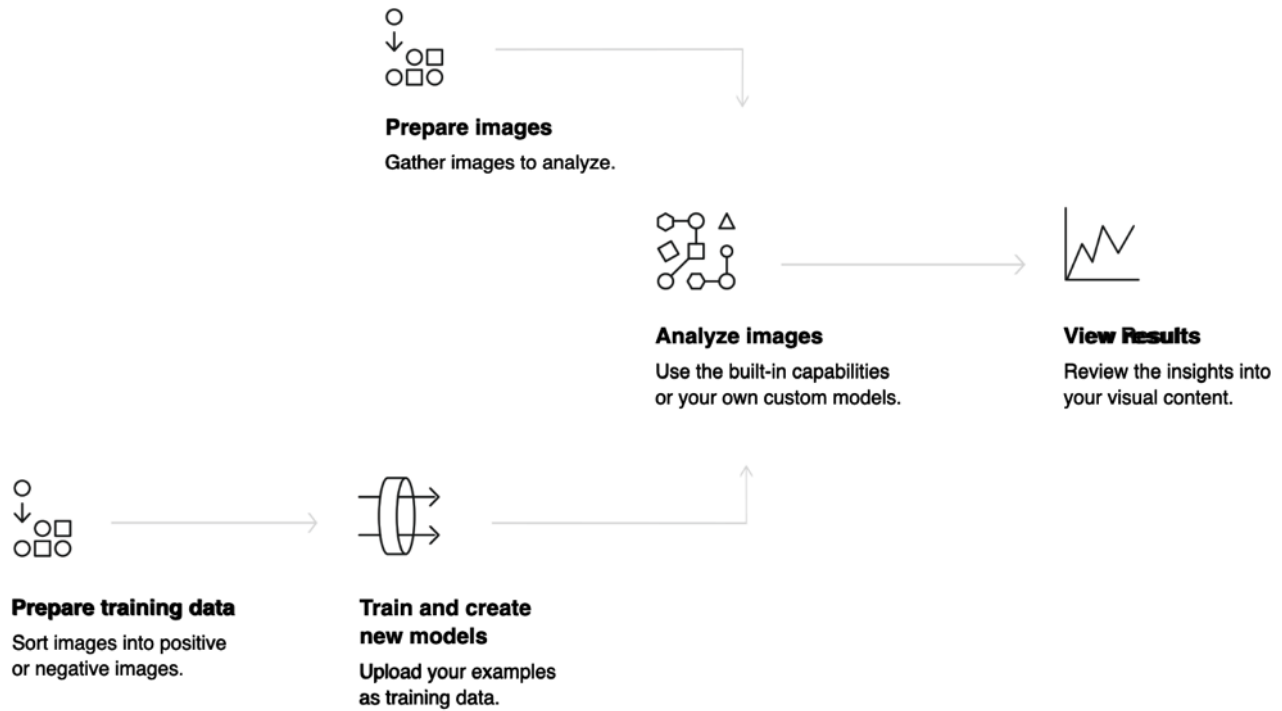 Prepare images
Gather images to analyze.
Analyze images
Use the built-in capabilities
or your own custom models.
View Results
Review the insights into
your visual content.
Prepare training data
Sort images into positive
or negative images.
Train and create
new models
Upload your examples
as training data.